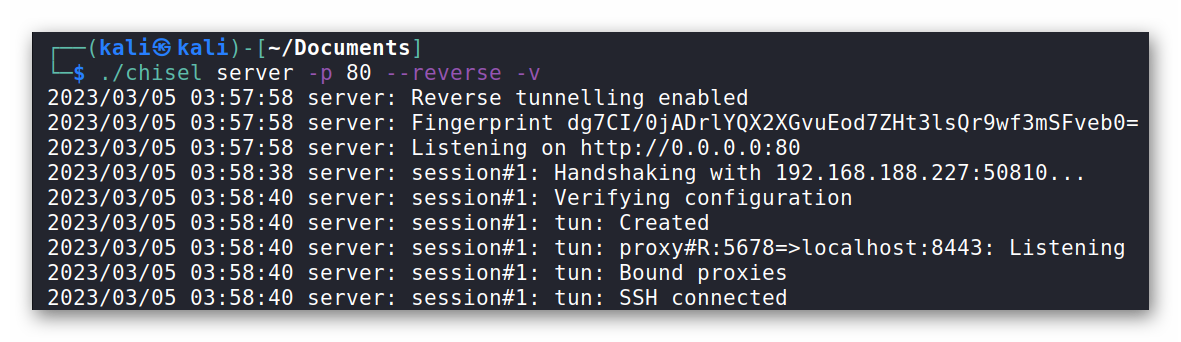 ┌──(kali㉿kali)-[~/Documents]
└─$ ./chisel server -p 80 --reverse -v
2023/03/05 03:57:58 server: Reverse tunnelling enabled
2023/03/05 03:57:58 server: Fingerprint dg7CI/0jADrlYQX2XGvuEod7ZHt3lsQr9wf3mSFveb0=
2023/03/05 03:57:58 server: Listening on http://0.0.0.0:80
2023/03/05 03:58:38 server: session#1: Handshaking with 192.168.188.227:50810...
2023/03/05 03:58:40 server: session#1: Verifying configuration
2023/03/05 03:58:40 server: session#1: tun: Created
2023/03/05 03:58:40 server: session#1: tun: proxy#R:5678=>localhost:8443: Listening
2023/03/05 03:58:40 server: session#1: tun: Bound proxies
2023/03/05 03:58:40 server: session#1: tun: SSH connected